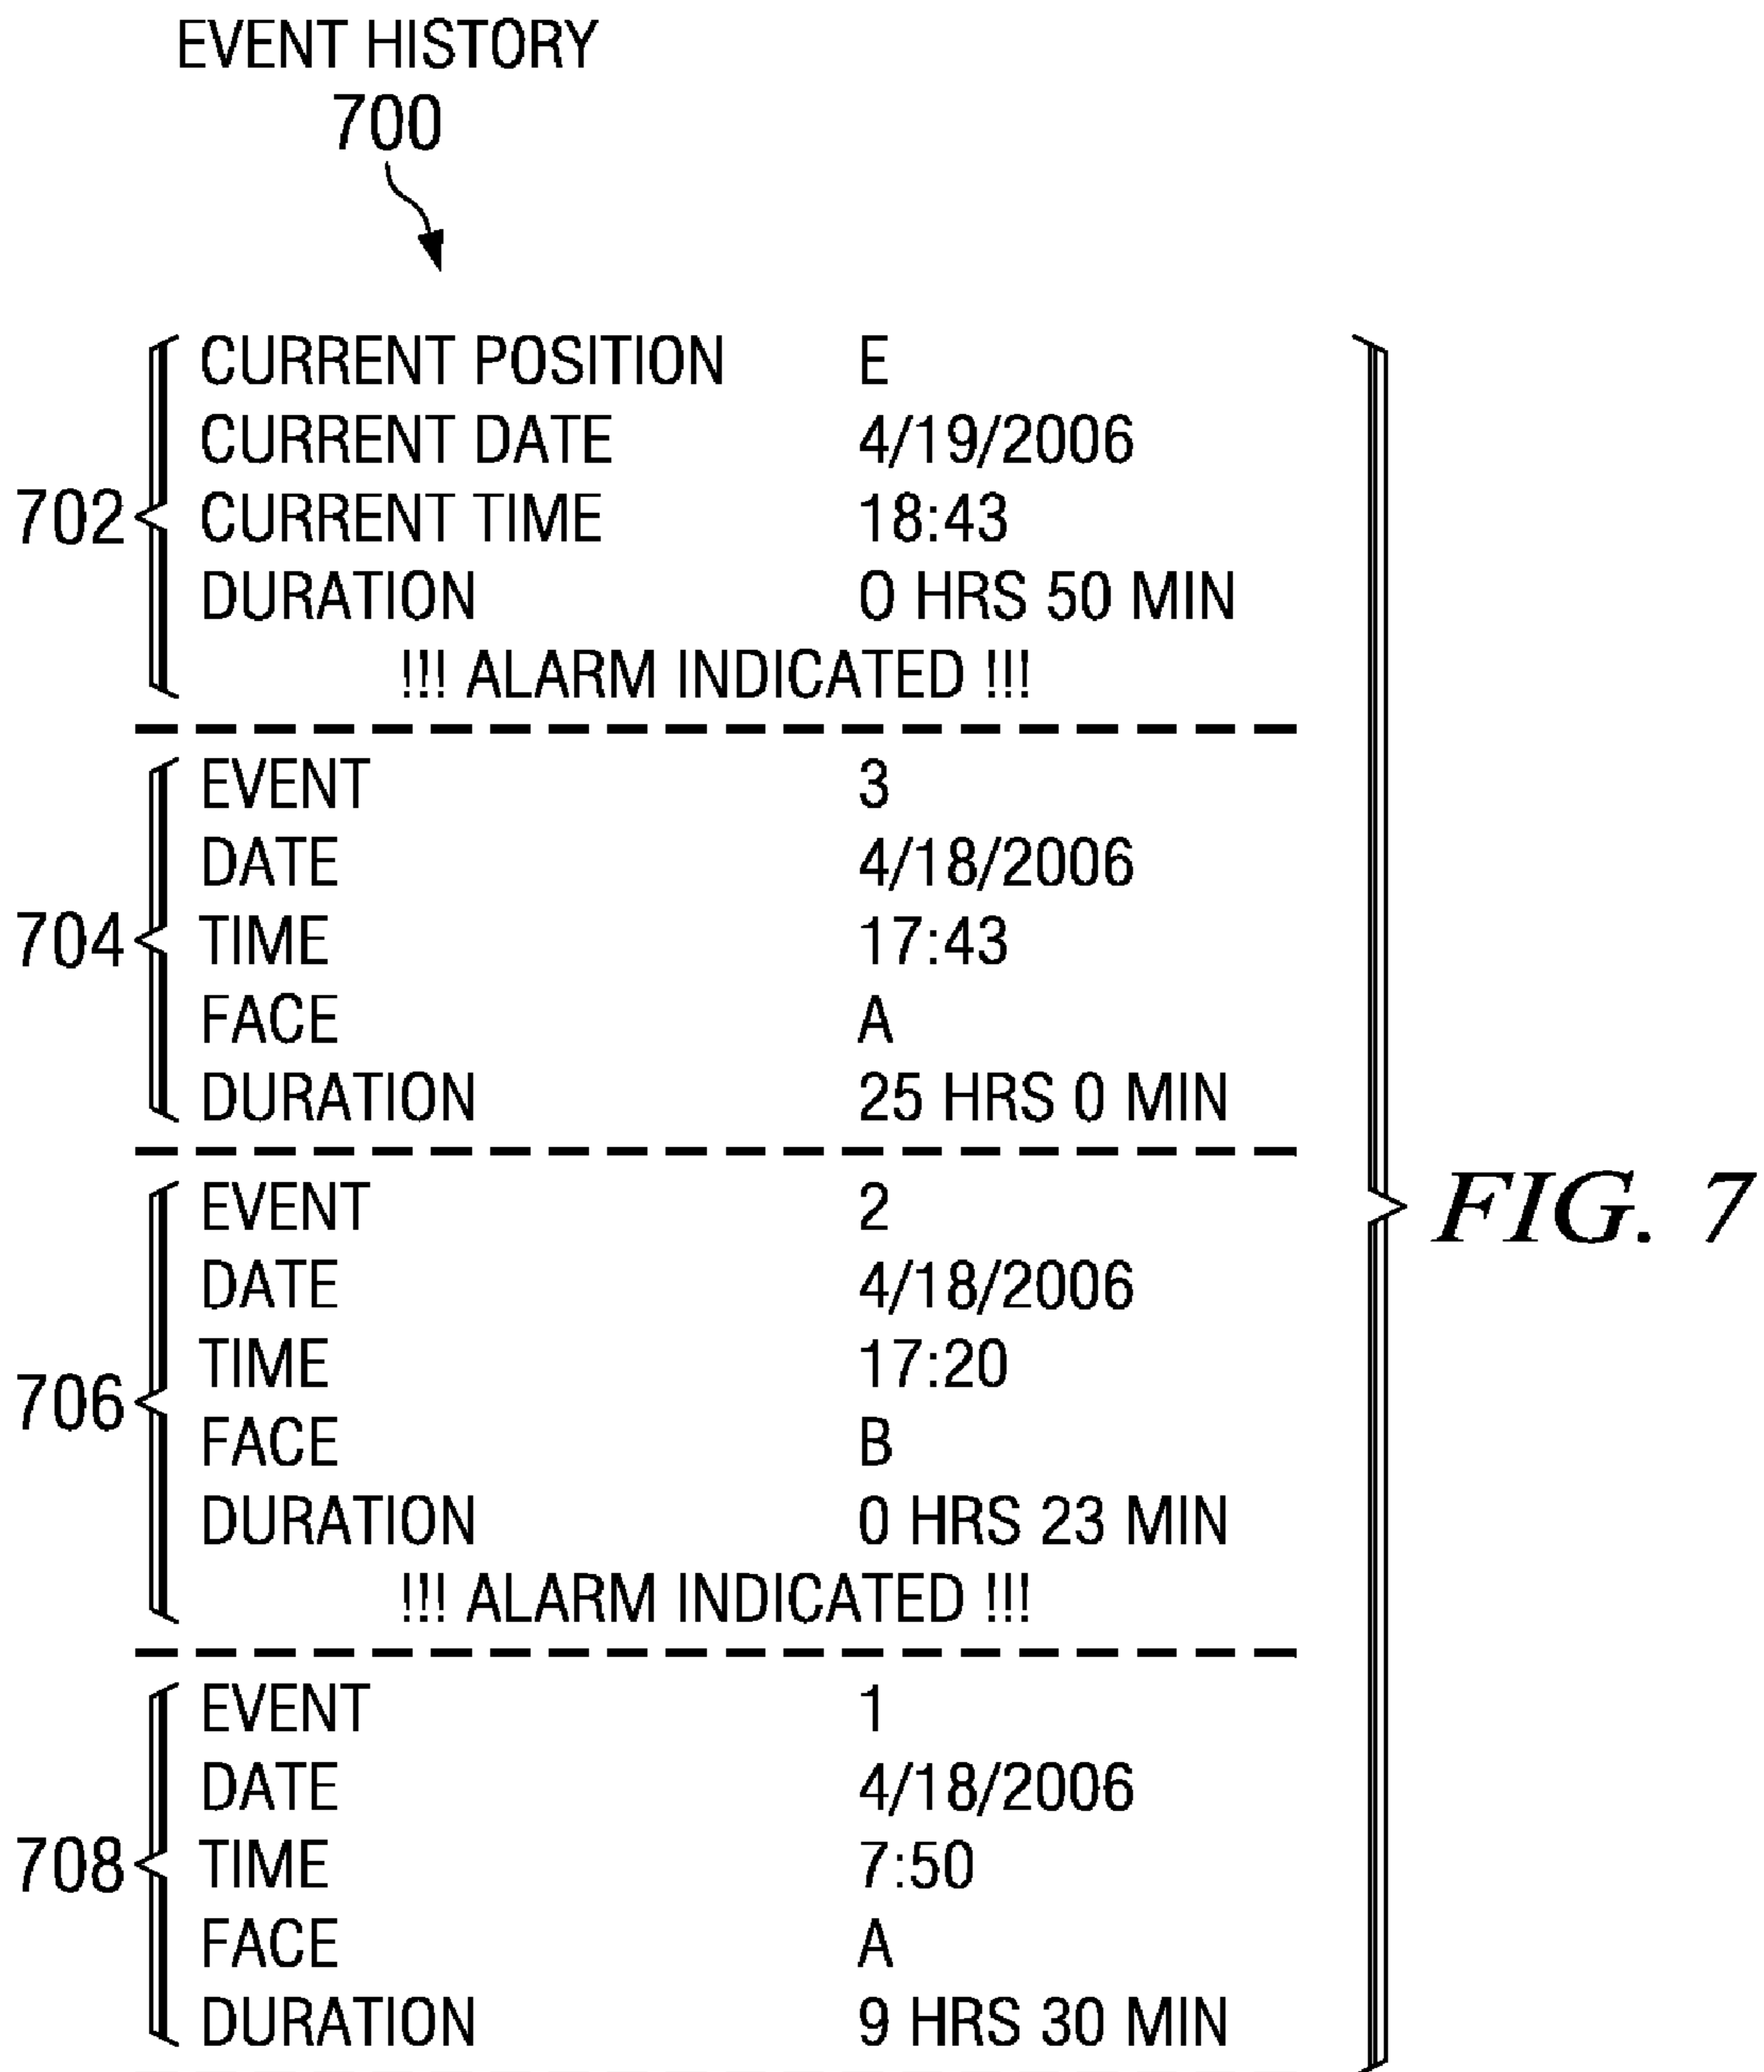 EVENT HISTORY
700
702
CURRENT POSITION E
CURRENT DATE 4/19/2006
CURRENT TIME 18:43
DURATION 0 HRS 50 MIN
!!! ALARM INDICATED !!!
704
EVENT 3
DATE 4/18/2006
TIME 17:43
FACE A
DURATION 25 HRS 0 MIN
706
EVENT 2
DATE 4/18/2006
TIME 17:20
FACE B
DURATION 0 HRS 23 MIN
!!! ALARM INDICATED !!!
708
EVENT 1
DATE 4/18/2006
TIME 7:50
FACE A
DURATION 9 HRS 30 MIN
FIG. 7